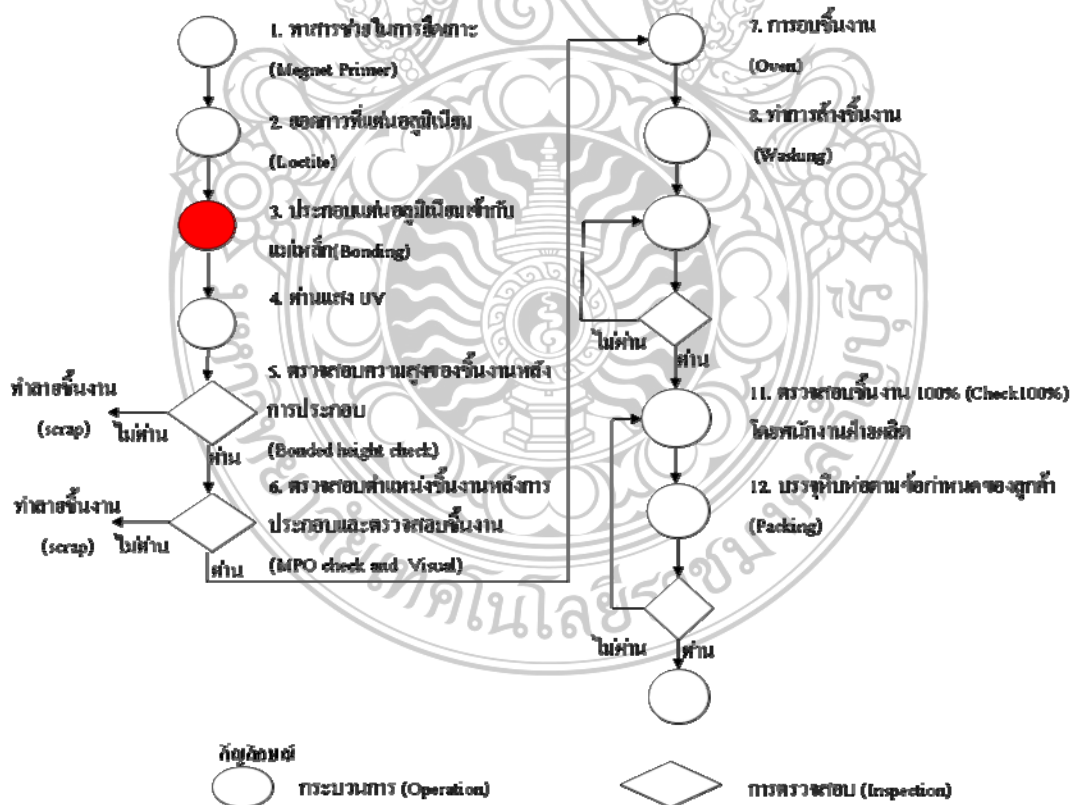 1. ทาสารช่วยในการยึดเกาะ
(Megnet Primer)
2. หยอดกาวที่แผ่นอลูมิเนียม
(Loctite)
3. ประกอบแผ่นอลูมิเนียมเข้ากับ
แม่เหล็ก(Bonding)
4. ผ่านแสง UV
5. ตรวจสอบความสูงของชิ้นงานหลัง
การประกอบ
(Bonded height check)
ทำลายชิ้นงาน
(scrap)
ไม่ผ่าน
ผ่าน
6. ตรวจสอบตำแหน่งชิ้นงานหลังการ
ประกอบและตรวจสอบชิ้นงาน
(MPO check and Visual)
ทำลายชิ้นงาน
(scrap)
ไม่ผ่าน
ผ่าน
7. การอบชิ้นงาน
(Oven)
8. ทำการล้างชิ้นงาน
(Washing)
ไม่ผ่าน
ผ่าน
11. ตรวจสอบชิ้นงาน 100% (Check100%)
โดยพนักงานฝ่ายผลิต
12. บรรจุหีบห่อตามข้อกำหนดของลูกค้า
(Packing)
ไม่ผ่าน
ผ่าน
สัญลักษณ์
กระบวนการ (Operation)
การตรวจสอบ (Inspection)